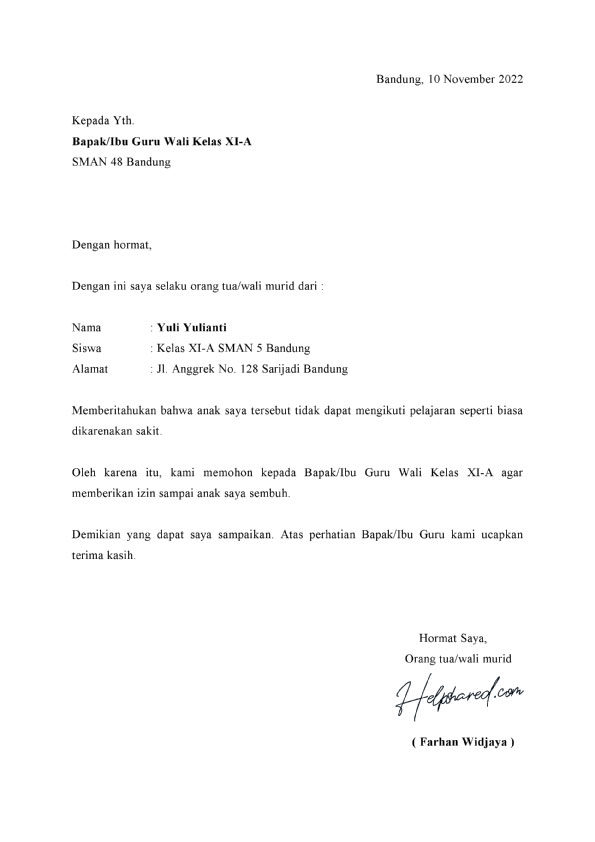 Bandung, 10 November 2022
Kepada Yth.
Bapak/Ibu Guru Wali Kelas XI-A
SMAN 48 Bandung
Dengan hormat,
Dengan ini saya selaku orang tua/wali murid dari :
Nama : Yuli Yulianti
Siswa : Kelas XI-A SMAN 5 Bandung
Alamat : Jl. Anggrek No. 128 Sarijadi Bandung
Memberitahukan bahwa anak saya tersebut tidak dapat mengikuti pelajaran seperti biasa
dikarenakan sakit.
Oleh karena itu, kami memohon kepada Bapak/Ibu Guru Wali Kelas XI-A agar
memberikan izin sampai anak saya sembuh.
Demikian yang dapat saya sampaikan. Atas perhatian Bapak/Ibu Guru kami ucapkan
terima kasih.
Hormat Saya,
Orang tua/wali murid
Helpshared.com
( Farhan Widjaya )